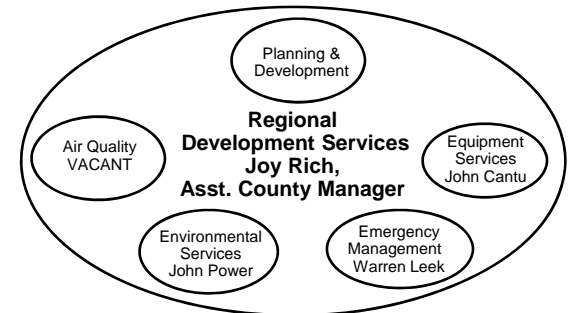 Planning &
Development
Regional
Development Services
Joy Rich,
Asst. County Manager
Air Quality
VACANT
Equipment
Services
John Cantu
Environmental
Services
John Power
Emergency
Management
Warren Leek